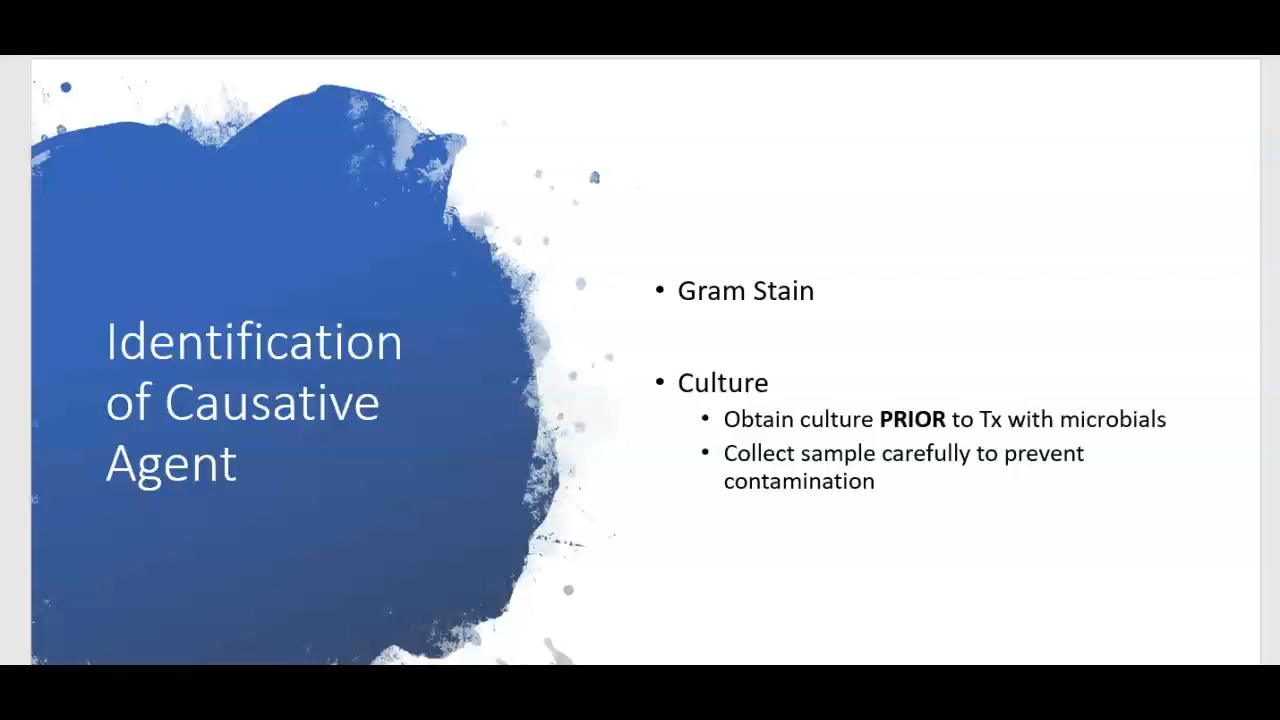 Identification
of Causative
Agent
• Gram Stain
• Culture
• Obtain culture PRIOR to Tx with microbials
• Collect sample carefully to prevent
contamination